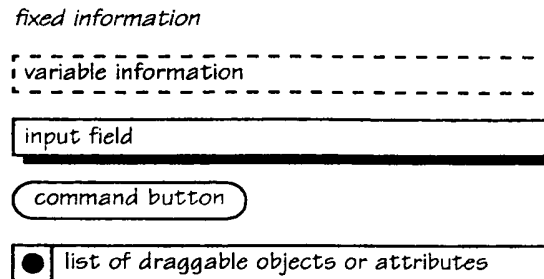 fixed information
variable information
input field
command button
list of draggable objects or attributes